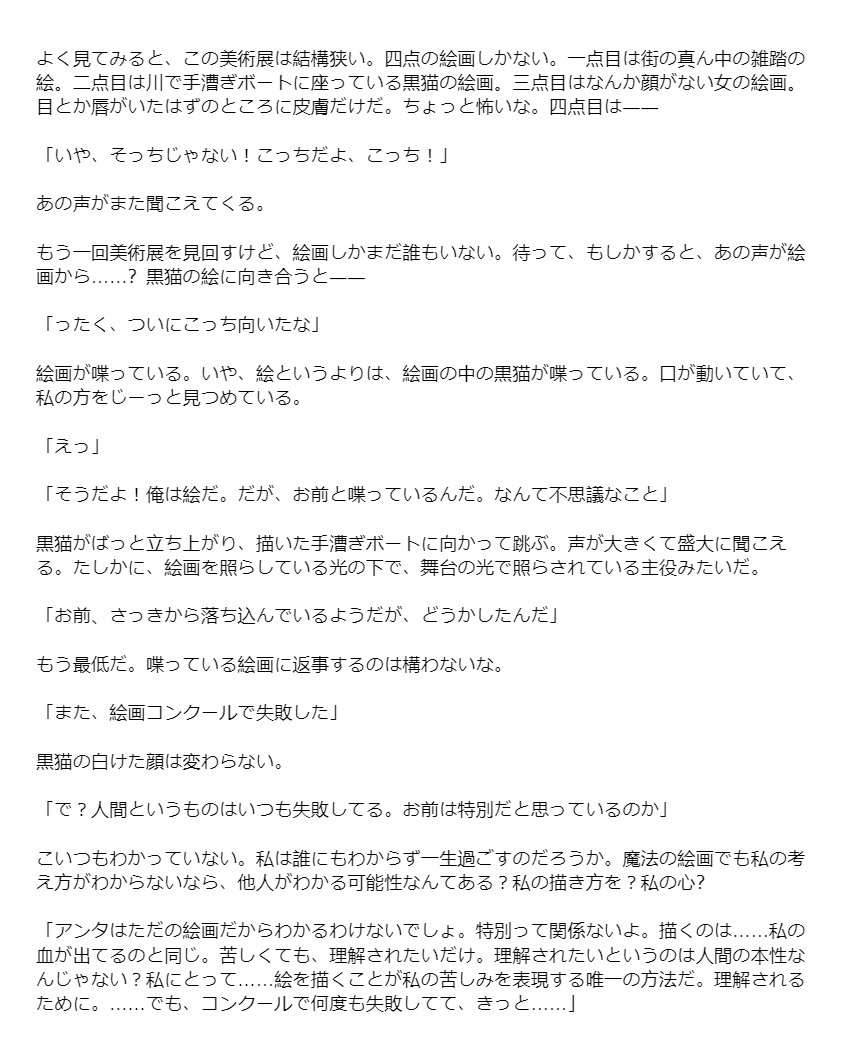 よく見てみると、この美術展は結構狭い。四点の絵画しかない。一点目は街の真ん中の雑踏の
絵。二点目は川で手漕ぎボートに座っている黒猫の絵画。三点目はなんか顔がない女の絵画。
目とか唇がいたはずのところに皮膚だけだ。ちょっと怖いな。四点目は――
「いや、そっちじゃない！こっちだよ、こっち！」
あの声がまた聞こえてくる。
もう一回美術展を見回すけど、絵画しかまだ誰もいない。待って、もしかすると、あの声が絵
画から……? 黒猫の絵に向き合うと――
「ったく、ついにこっち向いたな」
絵画が喋っている。いや、絵というよりは、絵画の中の黒猫が喋っている。口が動いていて、
私の方をじーっと見つめている。
「えっ」
「そうだよ！俺は絵だ。だが、お前と喋っているんだ。なんて不思議なこと」
黒猫がばっと立ち上がり、描いた手漕ぎボートに向かって跳ぶ。声が大きくて盛大に聞こえ
る。たしかに、絵画を照らしている光の下で、舞台の光で照らされている主役みたいだ。
「お前、さっきから落ち込んでいるようだが、どうかしたんだ」
もう最低だ。喋っている絵画に返事するのは構わないな。
「また、絵画コンクールで失敗した」
黒猫の白けた顔は変わらない。
「で？人間というものはいつも失敗してる。お前は特別だと思っているのか」
こいつもわかっていない。私は誰にもわからず一生過ごすのだろうか。魔法の絵画でも私の考
え方がわからないなら、他人がわかる可能性なんてある？私の描き方を？私の心?
「アンタはただの絵画だからわかるわけないでしょ。特別って関係ないよ。描くのは……私の
血が出てるのと同じ。苦しくても、理解されたいだけ。理解されたいというのは人間の本性な
んじゃない？私にとって……絵を描くことが私の苦しみを表現する唯一の方法だ。理解される
ために。……でも、コンクールで何度も失敗してて、きっと……」